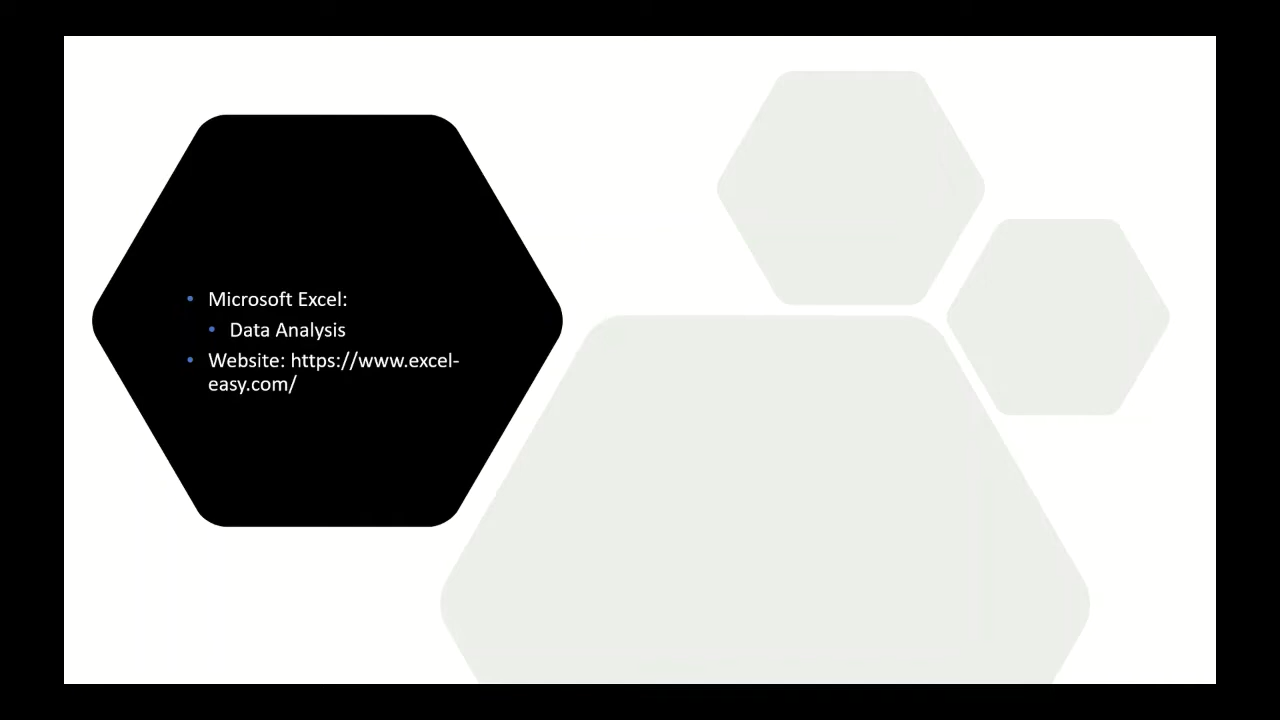 • Microsoft Excel:
• Data Analysis
• Website: https://www.excel-
easy.com/